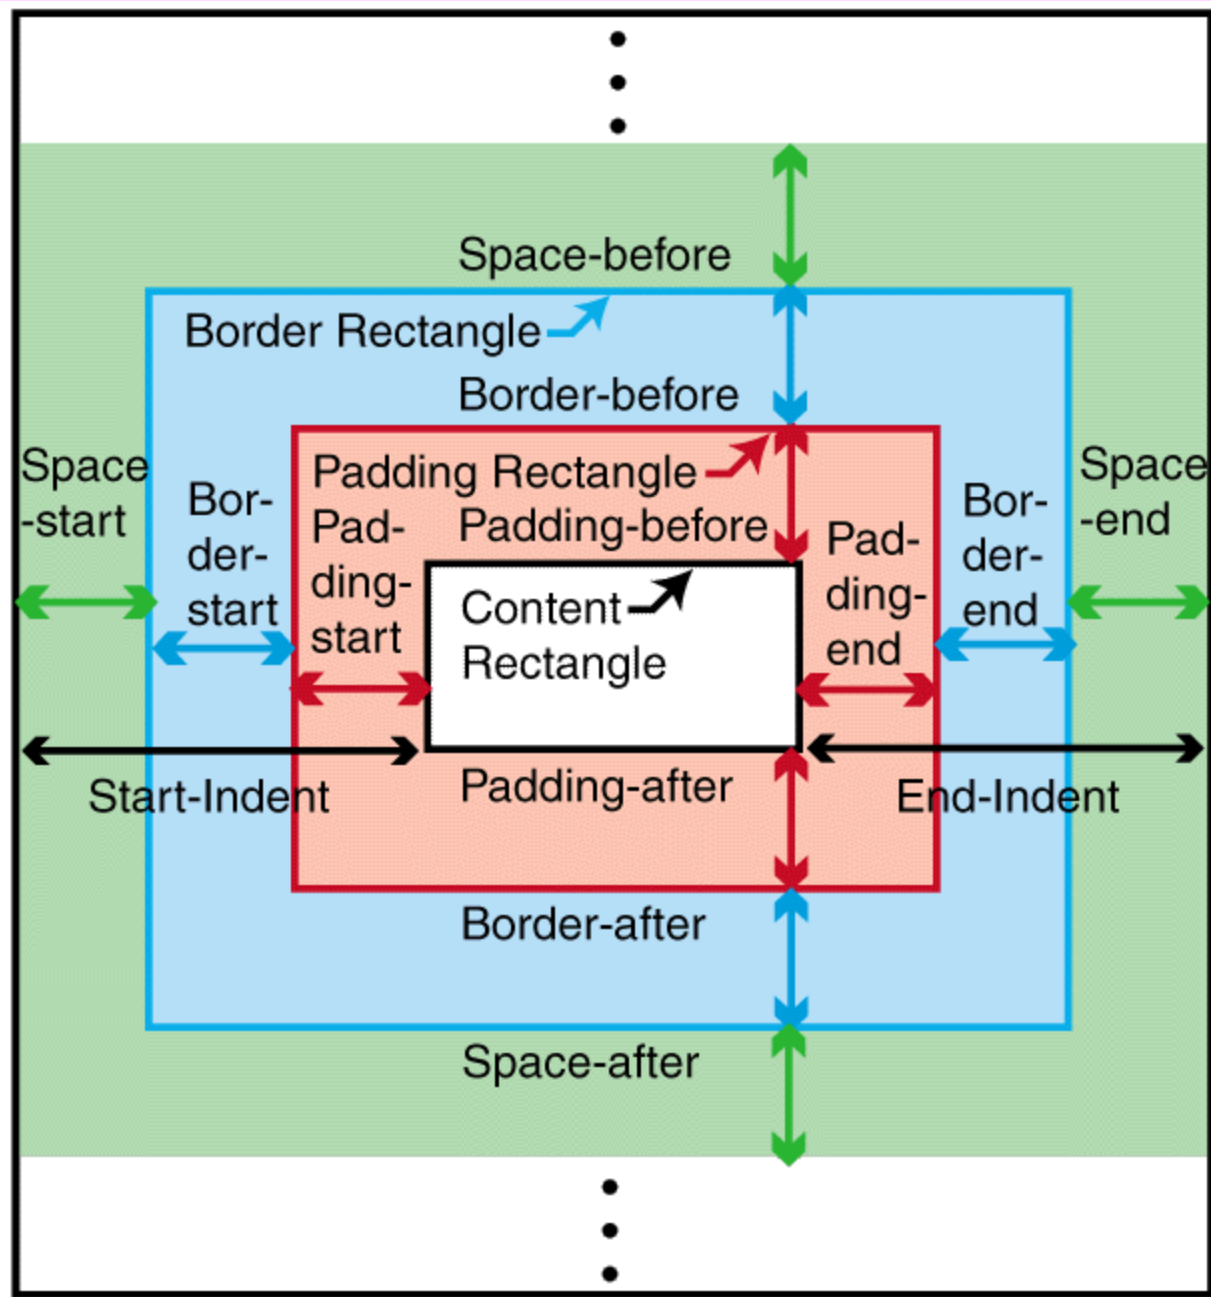 Space-before
Border Rectangle
Border-before
Space
-start
Bor-
der-
start
Padding Rectangle
Pad-
ding-
start
Padding-before
Content
Rectangle
Pad-
ding-
end
Bor-
der-
end
Space
-end
Start-Indent
Padding-after
End-Indent
Border-after
Space-after